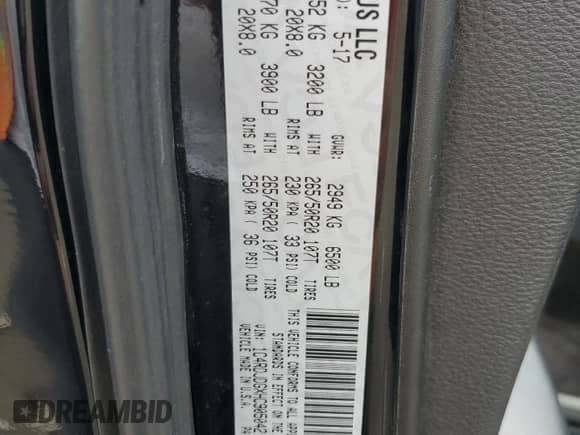 US LLC
): 5-17
GVWR: 2949 KG 6500 LB
52 KG 3200 LB WITH 265/50R20 107T TIRES
20X8.0 RIMS AT 230 KPA ( 33 PSI) COLD
70 KG 3900 LB WITH 265/50R20 107T TIRES
20X8.0 RIMS AT 250 KPA ( 36 PSI) COLD
THIS VEHICLE CONFORMS TO ALL APP
STANDARDS IN EFFECT ON THE
VIN:
VEHICLE MADE IN U.S.A.
DREAMBID